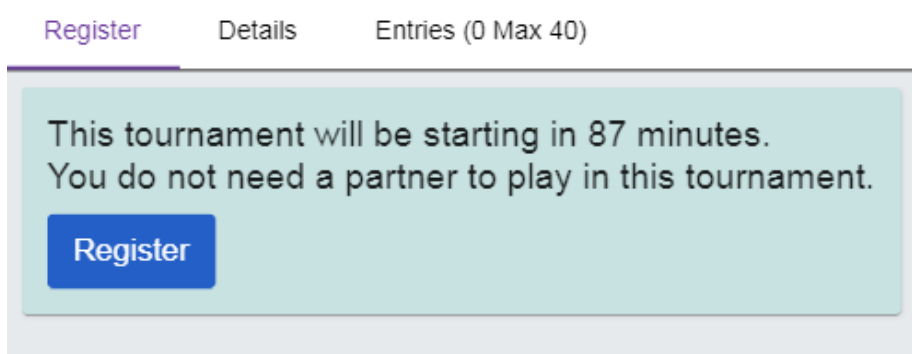 Register Details Entries (0 Max 40)
This tournament will be starting in 87 minutes.
You do not need a partner to play in this tournament.
Register